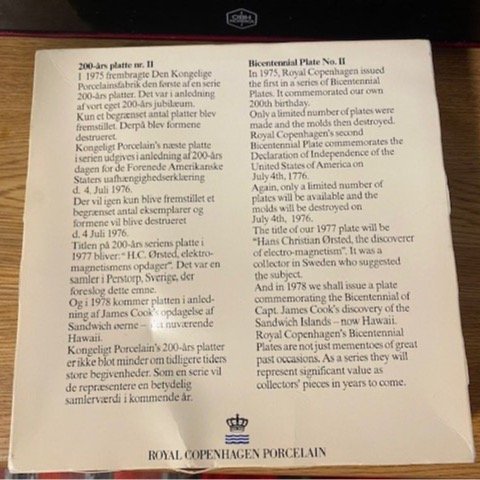 OBH
200-års platte nr. II
I 1975 frembragte Den Kongelige
Porcelainsfabrik den første af en serie
200-års platter. Det var i anledning
af vort eget 200-års jubilæum.
Kun et begrænset antal platter blev
fremstillet. Derpå blev formene
destrueret.
Kongeligt Porcelain's næste platte
i serien udgives i anledning af 200-års
dagen for de Forenede Amerikanske
Staters uafhængighedserklæring
d. 4. Juli 1976.
Der vil igen kun blive fremstillet et
begrænset antal eksemplarer og
formene vil blive destrueret
d. 4 Juli 1976.
Titlen på 200-års seriens platte i
1977 bliver: "H.C. Ørsted, elektro-
magnetismens opdager". Det var en
samler i Perstorp, Sverige, der
foreslog dette emne.
Og i 1978 kommer platten i anled-
ning af James Cook's opdagelse af
Sandwich øerne – det nuværende
Hawaii.
Kongeligt Porcelain's 200-års platter
er ikke blot minder om tidligere tiders
store begivenheder. Som en serie vil
de repræsentere en betydelig
samlerværdi i kommende år.
Bicentennial Plate No. II
In 1975, Royal Copenhagen issued
the first in a series of Bicentennial
Plates. It commemorated our own
200th birthday.
Only a limited number of plates were
made and the molds then destroyed.
Royal Copenhagen's second
Bicentennial Plate commemorates the
Declaration of Independence of the
United States of America on
July 4th, 1776.
Again, only a limited number of
plates will be available and the
molds will be destroyed on
July 4th, 1976.
The title of our 1977 plate will be
"Hans Christian Ørsted, the discoverer
of electro-magnetism". It was a
collector in Sweden who suggested
the subject.
And in 1978 we shall issue a plate
commemorating the Bicentennial of
Capt. James Cook's discovery of the
Sandwich Islands – now Hawaii.
Royal Copenhagen's Bicentennial
Plates are not just mementoes of great
past occasions. As a series they will
represent significant value as
collectors' pieces in years to come.
ROYAL COPENHAGEN PORCELAIN